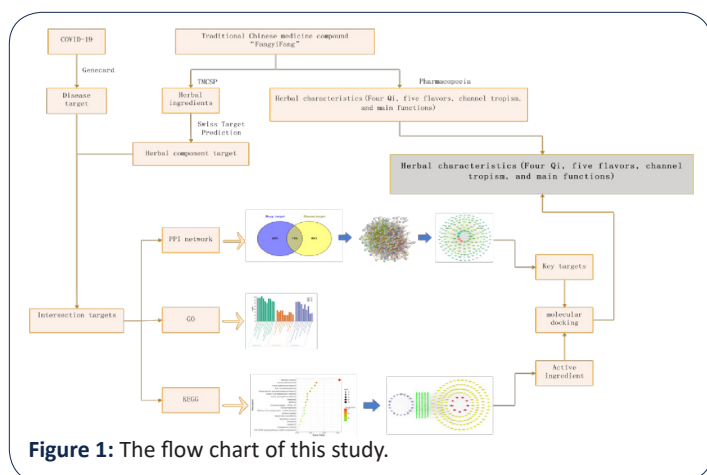 COVID-19
Traditional Chinese medicine compound
"FangyiFang"
Genecard
TMCSP
Pharmacopoeia
Disease
target
Herbal
ingredients
Herbal characteristics(Four Qi, five flavors, channel tropism,
and main functions)
Swiss Target
Prediction
Herbal component target
Herbal characteristics(Four Qi, five flavors, channel
tropism, and main functions)
PPI network
Key targets
Intersection targets
GO
molecular
docking
Active
ingredient
KEGG
Figure 1: The flow chart of this study.